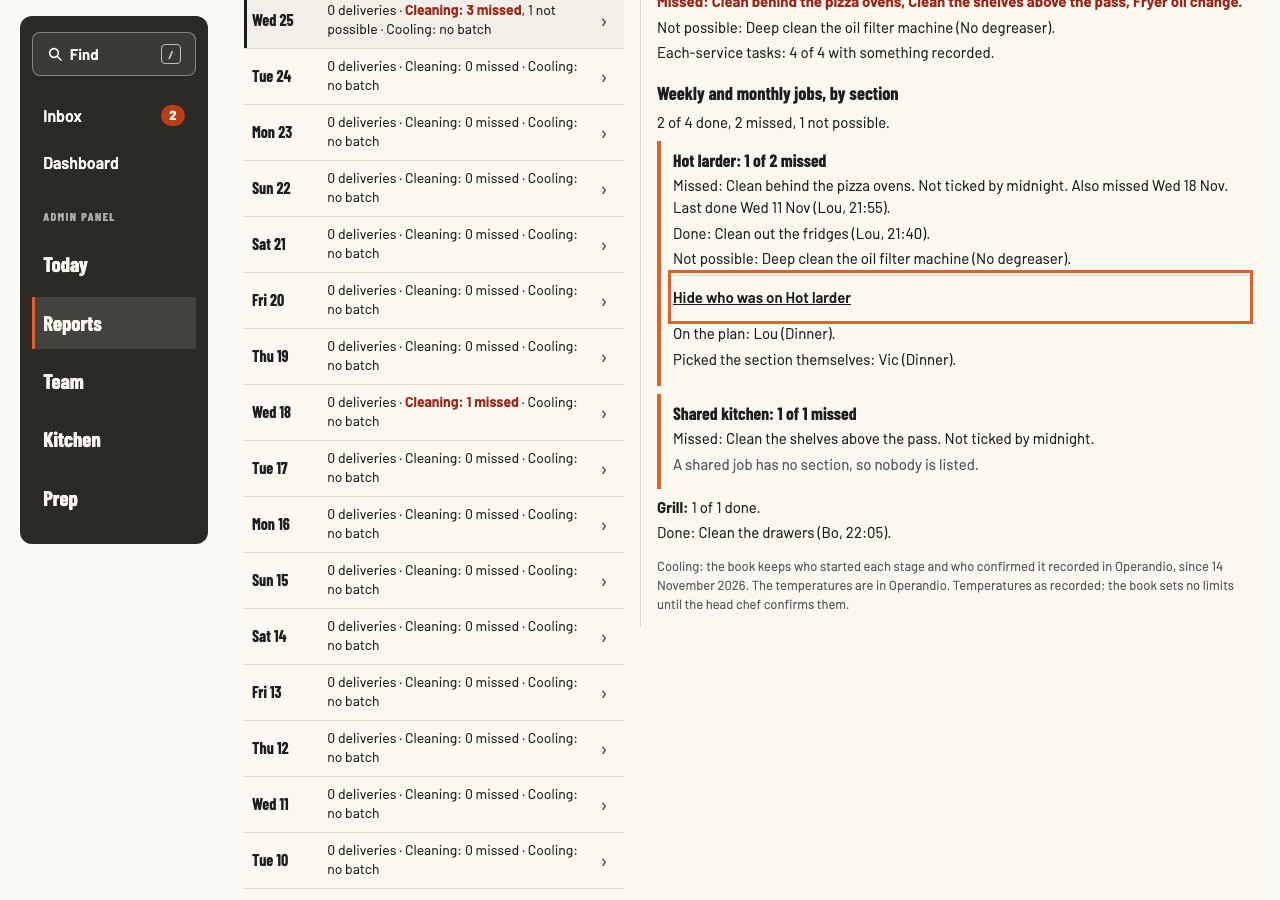 Find
/
Inbox
2
Dashboard
ADMIN PANEL
Today
Reports
Team
Kitchen
Prep
Wed 25
0 deliveries · Cleaning: 3 missed, 1 not
possible · Cooling: no batch
›
Tue 24
0 deliveries · Cleaning: 0 missed · Cooling:
no batch
›
Mon 23
0 deliveries · Cleaning: 0 missed · Cooling:
no batch
›
Sun 22
0 deliveries · Cleaning: 0 missed · Cooling:
no batch
›
Sat 21
0 deliveries · Cleaning: 0 missed · Cooling:
no batch
›
Fri 20
0 deliveries · Cleaning: 0 missed · Cooling:
no batch
›
Thu 19
0 deliveries · Cleaning: 0 missed · Cooling:
no batch
›
Wed 18
0 deliveries · Cleaning: 1 missed · Cooling:
no batch
›
Tue 17
0 deliveries · Cleaning: 0 missed · Cooling:
no batch
›
Mon 16
0 deliveries · Cleaning: 0 missed · Cooling:
no batch
›
Sun 15
0 deliveries · Cleaning: 0 missed · Cooling:
no batch
›
Sat 14
0 deliveries · Cleaning: 0 missed · Cooling:
no batch
›
Fri 13
0 deliveries · Cleaning: 0 missed · Cooling:
no batch
›
Thu 12
0 deliveries · Cleaning: 0 missed · Cooling:
no batch
›
Wed 11
0 deliveries · Cleaning: 0 missed · Cooling:
no batch
›
Tue 10
0 deliveries · Cleaning: 0 missed · Cooling:
no batch
›
Missed: Clean behind the pizza ovens, Clean the shelves above the pass, Fryer oil change.
Not possible: Deep clean the oil filter machine (No degreaser).
Each-service tasks: 4 of 4 with something recorded.
Weekly and monthly jobs, by section
2 of 4 done, 2 missed, 1 not possible.
Hot larder: 1 of 2 missed
Missed: Clean behind the pizza ovens. Not ticked by midnight. Also missed Wed 18 Nov.
Last done Wed 11 Nov (Lou, 21:55).
Done: Clean out the fridges (Lou, 21:40).
Not possible: Deep clean the oil filter machine (No degreaser).
Hide who was on Hot larder
On the plan: Lou (Dinner).
Picked the section themselves: Vic (Dinner).
Shared kitchen: 1 of 1 missed
Missed: Clean the shelves above the pass. Not ticked by midnight.
A shared job has no section, so nobody is listed.
Grill: 1 of 1 done.
Done: Clean the drawers (Bo, 22:05).
Cooling: the book keeps who started each stage and who confirmed it recorded in Operandio, since 14
November 2026. The temperatures are in Operandio. Temperatures as recorded: the book sets no limits
until the head chef confirms them.